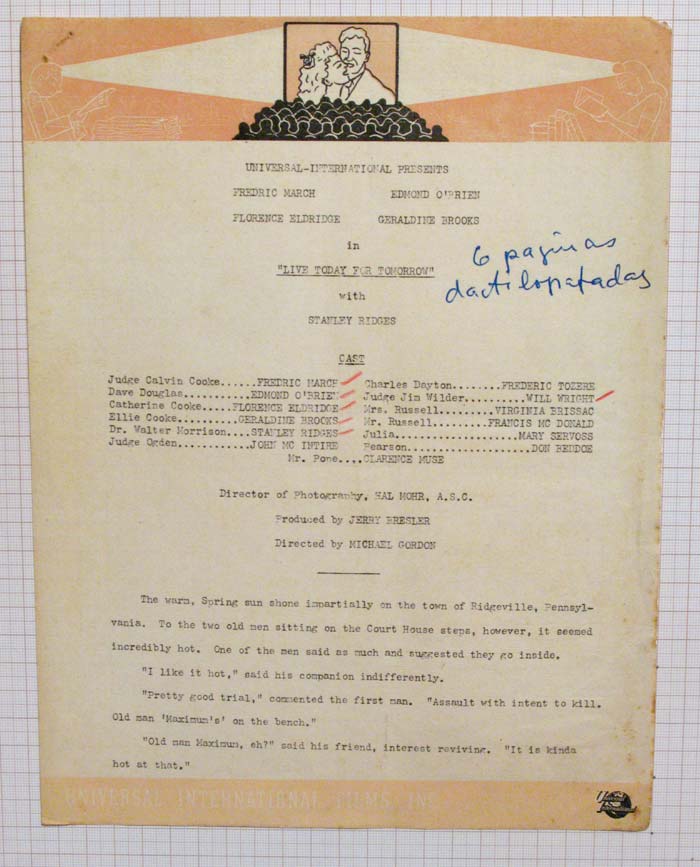 UNIVERSAL-INTERNATIONAL PRESENTS
FREDRIC MARCH EDMOND O'BRIEN
FLORENCE ELDRIDGE GERALDINE BROOKS
in
"LIVE TODAY FOR TOMORROW"
6 paginas
dactilopatadas
with
STANLEY RIDGES
CAST
Judge Calvin Cooke......FREDRIC MARCH
Dave Douglas..........EDMOND O'BRIEN
Catherine Cooke....FLORENCE ELDRIDGE
Ellie Cooke........GERALDINE BROOKS
Dr. Walter Morrison....STANLEY RIDGES
Judge Ogden..........JOHN MC INTIRE
Charles Dayton........FREDERIC TOZERE
Judge Jim Wilder.........WILL WRIGHT
Mrs. Russell.....VIRGINIA BRISSAC
Mr. Russell....FRANCIS MC DONALD
Julia..................MARY SERVOSS
Pearson..................DON BEDDOE
Mr. Pone....CLARENCE MUSE
Director of Photography, HAL MOHR, A.S.C.
Produced by JERRY BRESLER
Directed by MICHAEL GORDON
The warm, Spring sun shone impartially on the town of Ridgeville, Pennsyl-
vania. To the two old men sitting on the Court House steps, however, it seemed
incredibly hot. One of the men said as much and suggested they go inside.
"I like it hot," said his companion indifferently.
"Pretty good trial," commented the first man. "Assault with intent to kill.
Old man 'Maximum's' on the bench."
"Old man Maximum, eh?" said his friend, interest reviving. "It is kinda
hot at that."
UNIVERSAL INTERNATIONAL FILMS INC